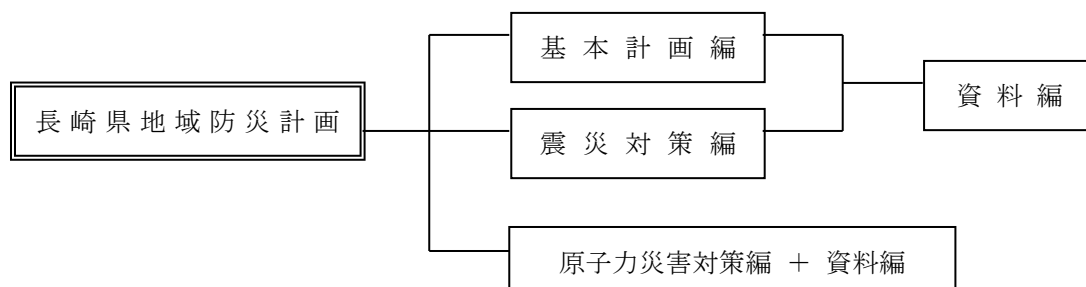 長崎県地域防災計画
基本計画編
震災対策編
資料編
原子力災害対策編 + 資料編